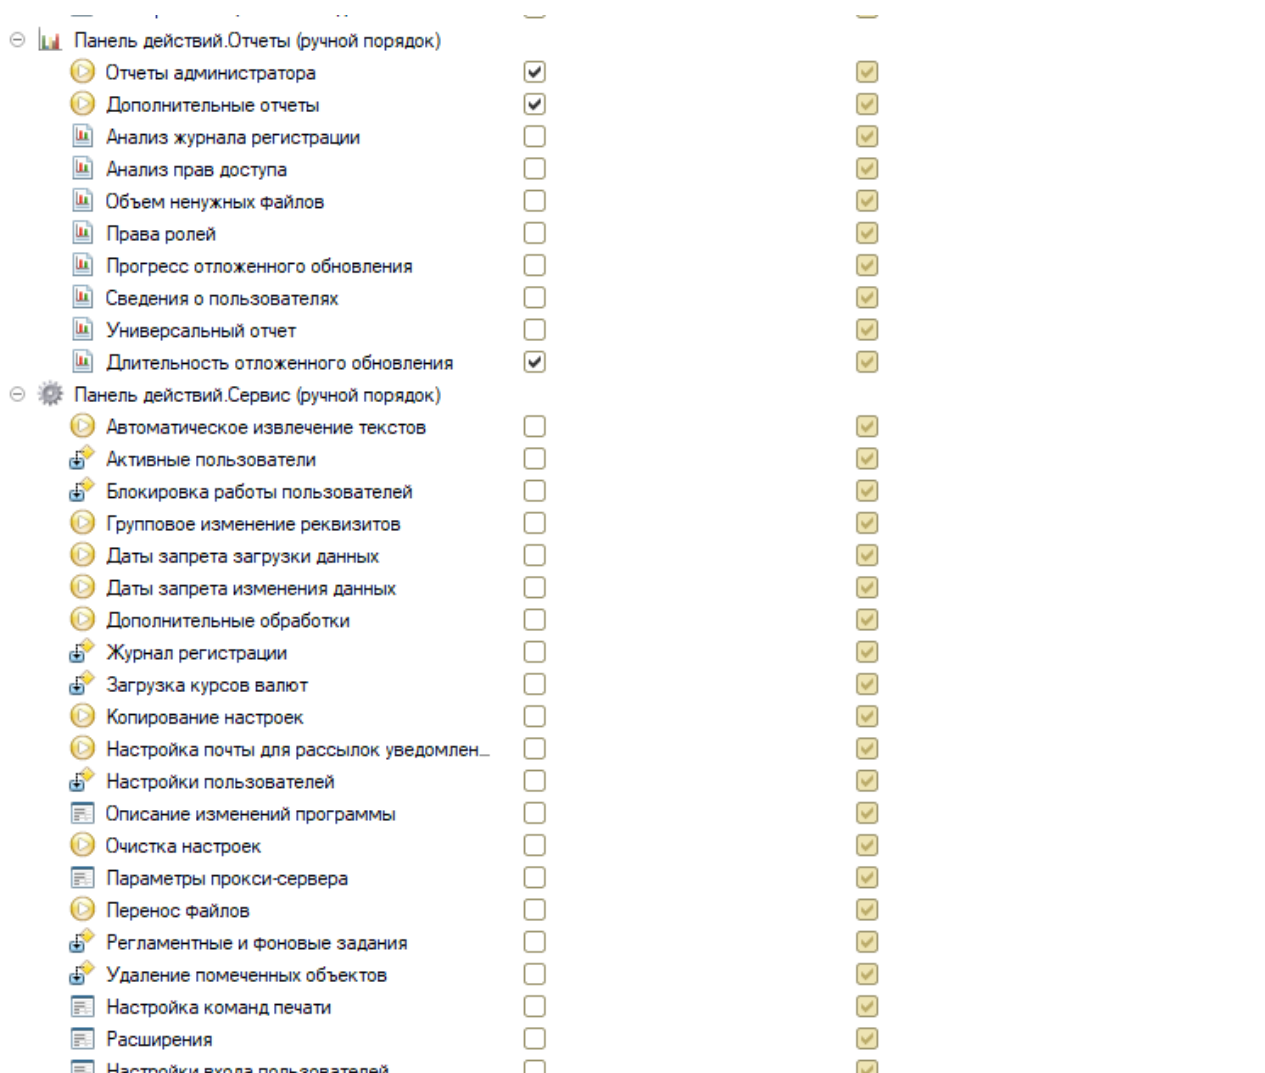 Панель действий.Отчеты (ручной порядок)
Отчеты администратора
Дополнительные отчеты
Анализ журнала регистрации
Анализ прав доступа
Объем ненужных файлов
Права ролей
Прогресс отложенного обновления
Сведения о пользователях
Универсальный отчет
Длительность отложенного обновления
Панель действий.Сервис (ручной порядок)
Автоматическое извлечение текстов
Активные пользователи
Блокировка работы пользователей
Групповое изменение реквизитов
Даты запрета загрузки данных
Даты запрета изменения данных
Дополнительные обработки
Журнал регистрации
Загрузка курсов валют
Копирование настроек
Настройка почты для рассылок уведомлен...
Настройки пользователей
Описание изменений программы
Очистка настроек
Параметры прокси-сервера
Перенос файлов
Регламентные и фоновые задания
Удаление помеченных объектов
Настройка команд печати
Расширения
Настройки входа пользователей